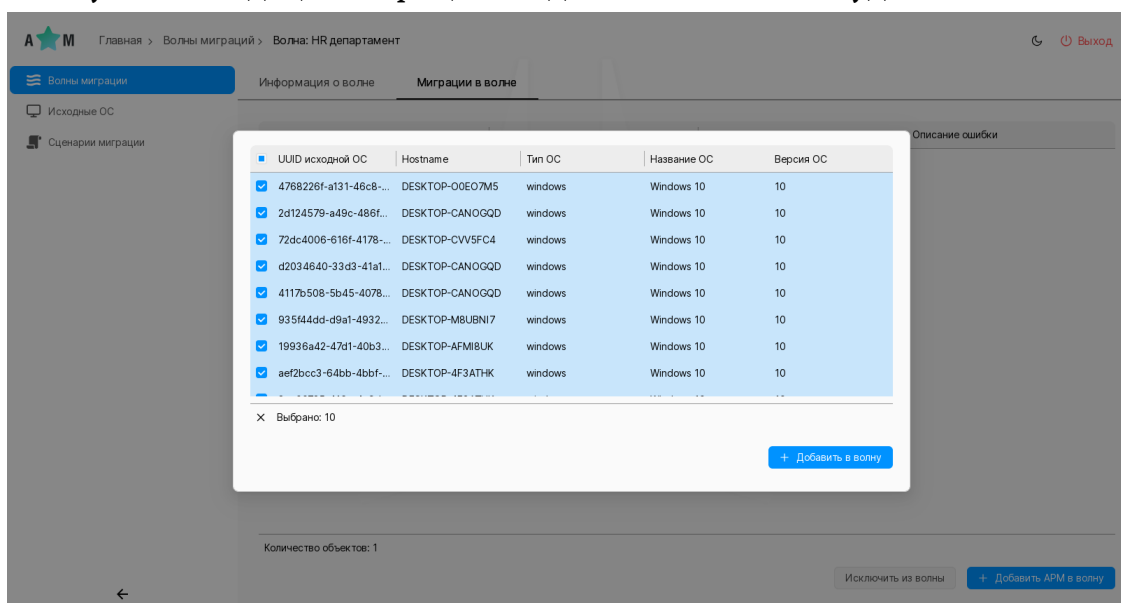 А М Главная > Волны миграций > Волна: HR департамент Выход
Волны миграции
Исходные ОС
Сценарии миграции
Информация о волне Миграции в волне
Описание ошибки
UUID исходной ОС Hostname Тип ОС Название ОС Версия ОС
4768226f-a131-46c8-... DESKTOP-O0EO7M5 windows Windows 10 10
2d124579-a49c-486f... DESKTOP-CANOGQD windows Windows 10 10
72dc4006-616f-4178-... DESKTOP-CVV5FC4 windows Windows 10 10
d2034640-33d3-41a1... DESKTOP-CANOGQD windows Windows 10 10
4117b508-5b45-4078... DESKTOP-CANOGQD windows Windows 10 10
935f44dd-d9a1-4932... DESKTOP-M8UBNI7 windows Windows 10 10
19936a42-47d1-40b3... DESKTOP-AFMI8UK windows Windows 10 10
aef2bcc3-64bb-4bbf-... DESKTOP-4F3ATHK windows Windows 10 10
Выбрано: 10
+ Добавить в волну
Количество объектов: 1
Исключить из волны + Добавить АРМ в волну